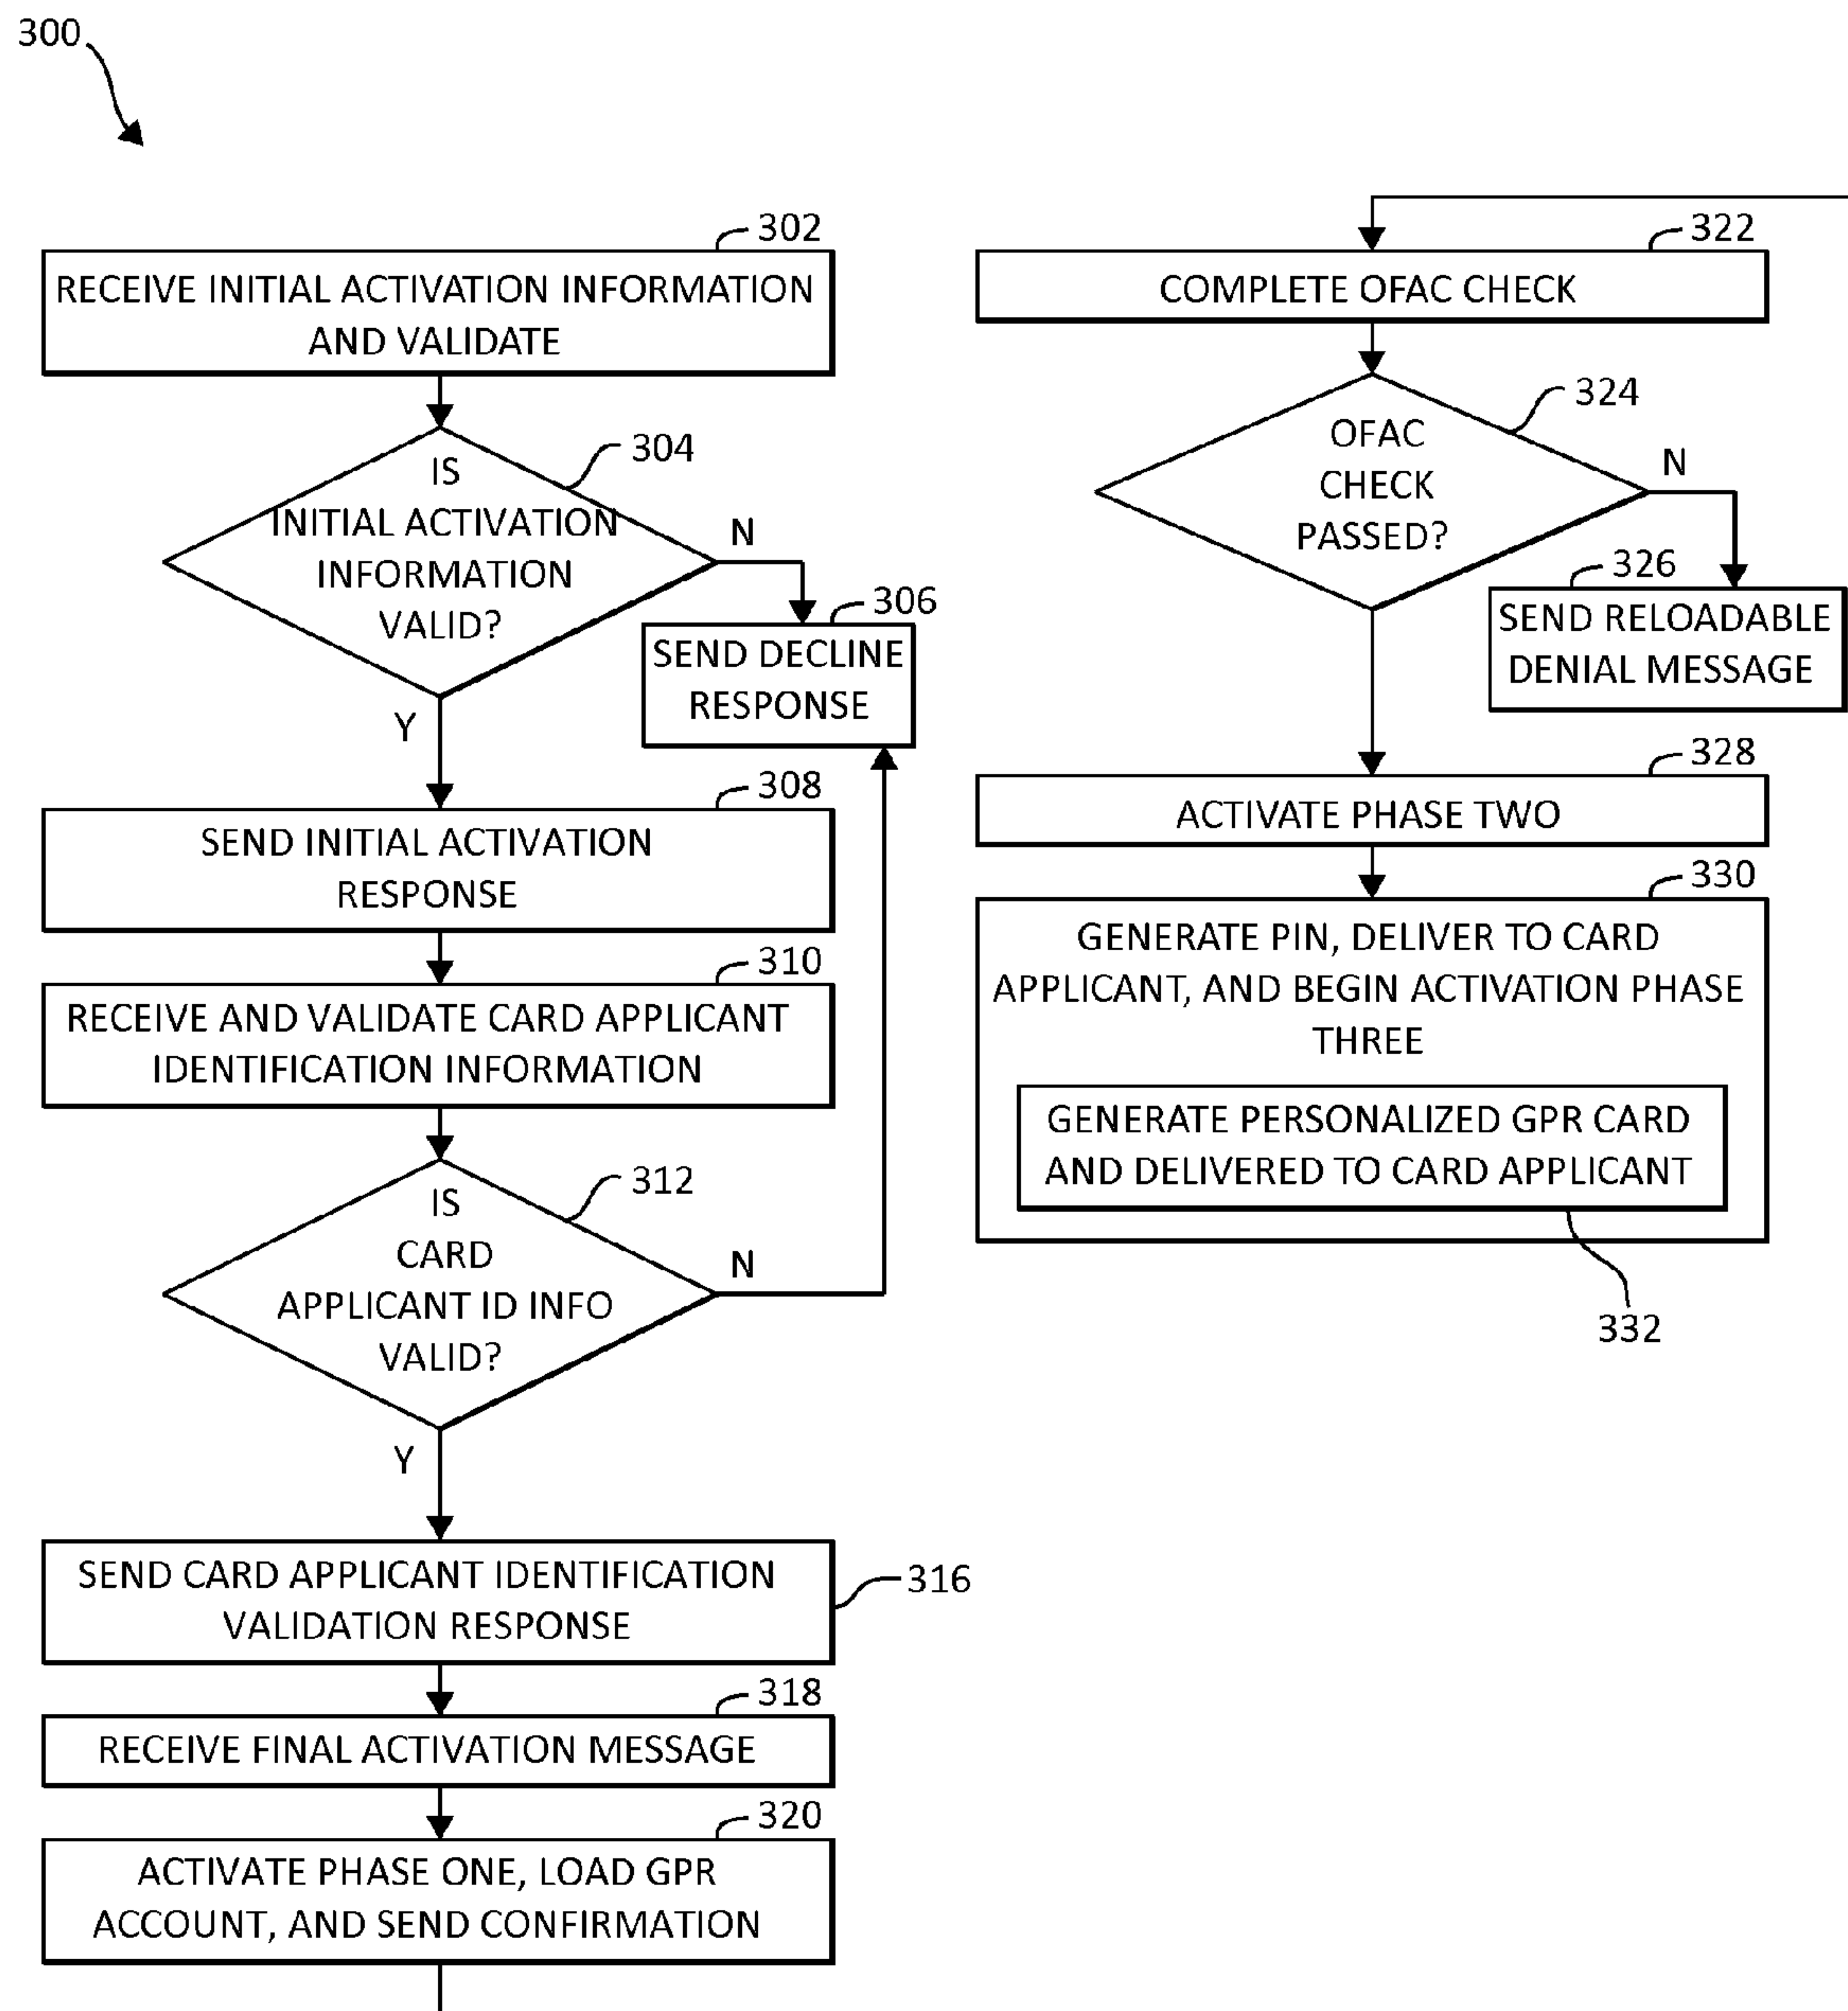 300
302
RECEIVE INITIAL ACTIVATION INFORMATION
AND VALIDATE
304
IS
INITIAL ACTIVATION
INFORMATION
VALID?
N
Y
306
SEND DECLINE
RESPONSE
308
SEND INITIAL ACTIVATION
RESPONSE
310
RECEIVE AND VALIDATE CARD APPLICANT
IDENTIFICATION INFORMATION
312
IS
CARD
APPLICANT ID INFO
VALID?
N
Y
SEND CARD APPLICANT IDENTIFICATION
VALIDATION RESPONSE
316
318
RECEIVE FINAL ACTIVATION MESSAGE
320
ACTIVATE PHASE ONE, LOAD GPR
ACCOUNT, AND SEND CONFIRMATION
322
COMPLETE OFAC CHECK
324
OFAC
CHECK
PASSED?
N
326
SEND RELOADABLE
DENIAL MESSAGE
328
ACTIVATE PHASE TWO
330
GENERATE PIN, DELIVER TO CARD
APPLICANT, AND BEGIN ACTIVATION PHASE
THREE
GENERATE PERSONALIZED GPR CARD
AND DELIVERED TO CARD APPLICANT
332